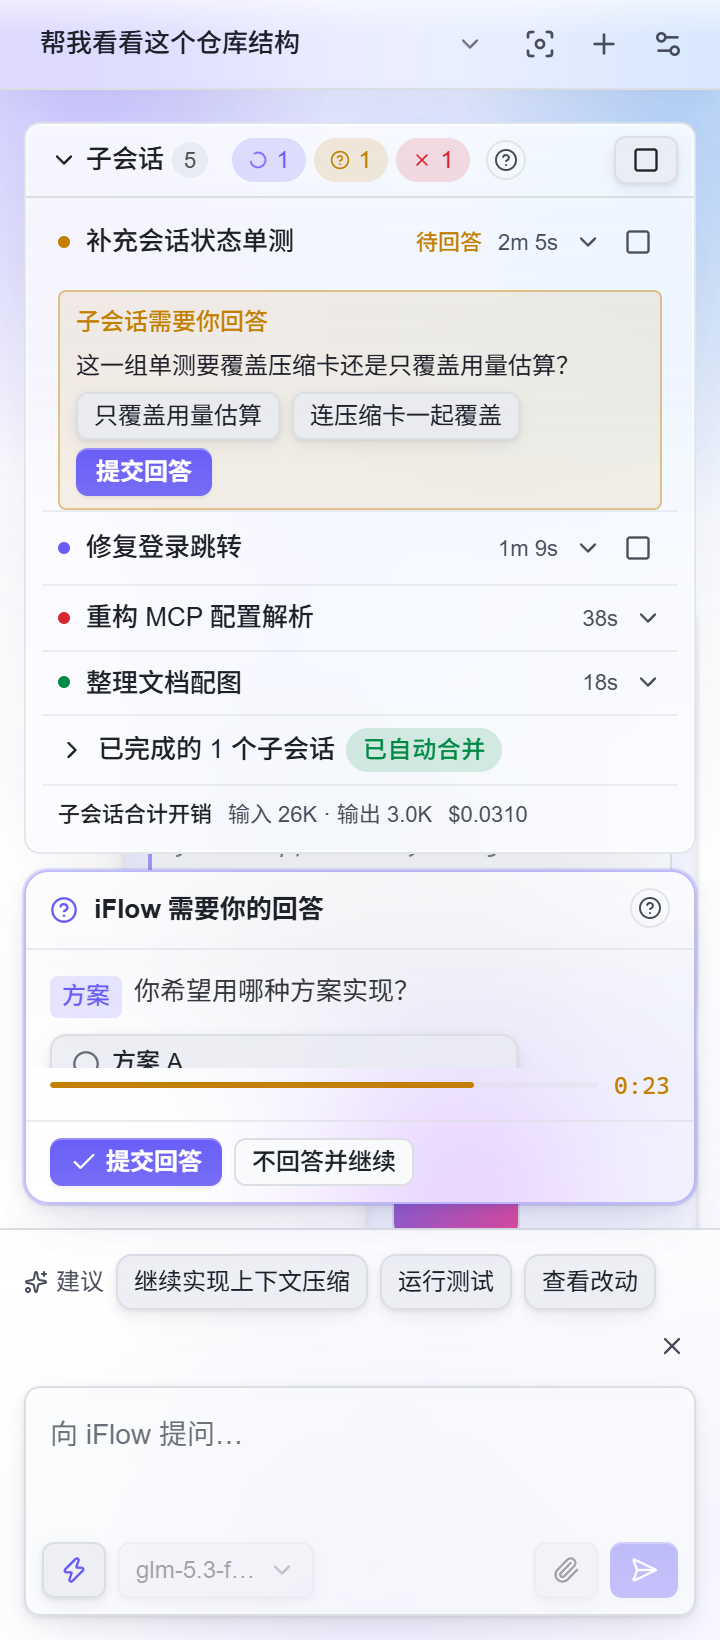 帮我看看这个仓库结构
子会话 5 1 1 1
补充会话状态单测 待回答 2m 5s
子会话需要你回答
这一组单测要覆盖压缩卡还是只覆盖用量估算？
只覆盖用量估算 连压缩卡一起覆盖
提交回答
修复登录跳转 1m 9s
重构 MCP 配置解析 38s
整理文档配图 18s
已完成的 1 个子会话 已自动合并
子会话合计开销 输入 26K · 输出 3.0K $0.0310
iFlow 需要你的回答
方案 你希望用哪种方案实现？
方案 A
0:23
提交回答 不回答并继续
建议 继续实现上下文压缩 运行测试 查看改动
向 iFlow 提问…
glm-5.3-f…